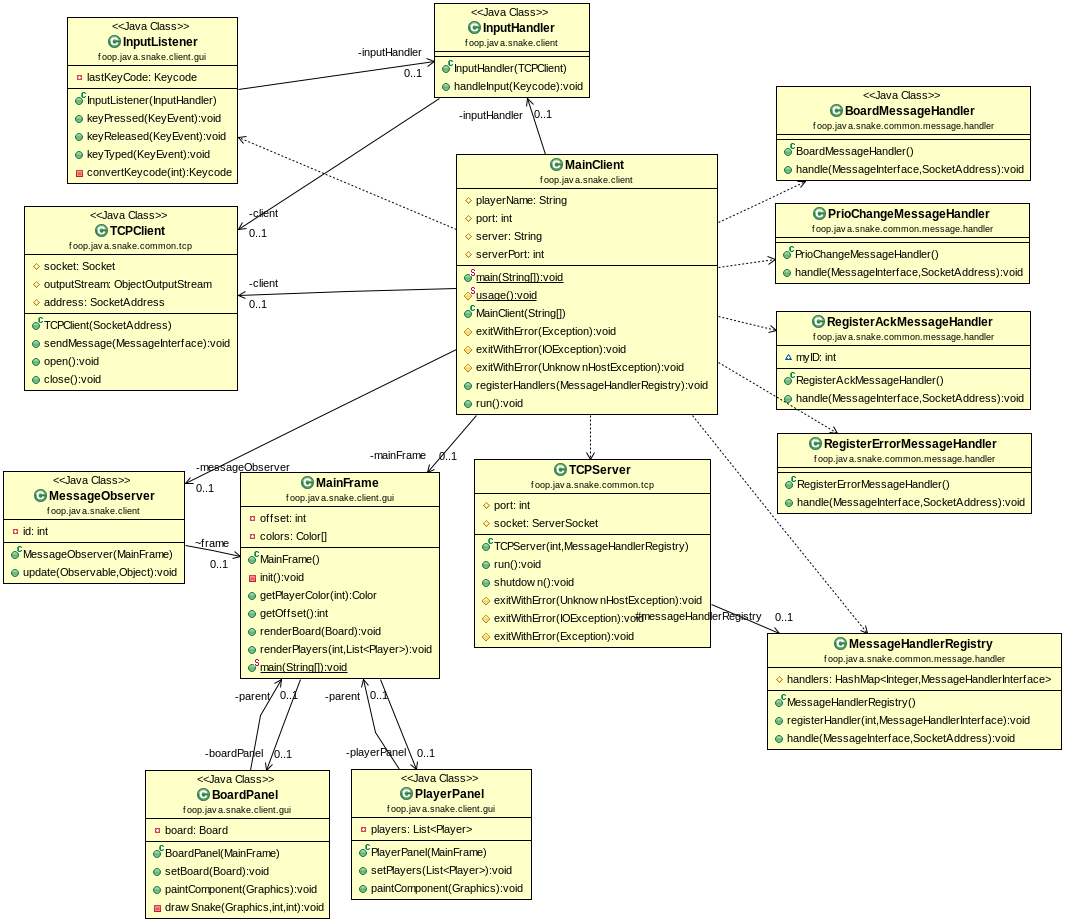 <<Java Class>>
InputListener
foop.java.snake.client.gui
lastKeyCode: Keycode
InputListener(InputHandler)
keyPressed(KeyEvent):void
keyReleased(KeyEvent):void
keyTyped(KeyEvent):void
convertKeycode(int):Keycode
-inputHandler
0..1
<<Java Class>>
InputHandler
foop.java.snake.client
InputHandler(TCPClient)
handleInput(Keycode):void
-inputHandler
0..1
<<Java Class>>
BoardMessageHandler
foop.java.snake.common.message.handler
BoardMessageHandler()
handle(MessageInterface,SocketAddress):void
MainClient
foop.java.snake.client
playerName: String
port: int
server: String
serverPort: int
main(String[]):void
usage():void
MainClient(String[])
exitWithError(Exception):void
exitWithError(IOException):void
exitWithError(UnknownHostException):void
registerHandlers(MessageHandlerRegistry):void
run():void
PrioChangeMessageHandler
foop.java.snake.common.message.handler
PrioChangeMessageHandler()
handle(MessageInterface,SocketAddress):void
<<Java Class>>
TCPClient
foop.java.snake.common.tcp
socket: Socket
outputStream: ObjectOutputStream
address: SocketAddress
TCPClient(SocketAddress)
sendMessage(MessageInterface):void
open():void
close():void
-client
0..1
-client
0..1
RegisterAckMessageHandler
foop.java.snake.common.message.handler
myID: int
RegisterAckMessageHandler()
handle(MessageInterface,SocketAddress):void
RegisterErrorMessageHandler
foop.java.snake.common.message.handler
RegisterErrorMessageHandler()
handle(MessageInterface,SocketAddress):void
-messageObserver
0..1
-mainFrame
0..1
<<Java Class>>
MessageObserver
foop.java.snake.client
id: int
MessageObserver(MainFrame)
update(Observable,Object):void
~frame
0..1
MainFrame
foop.java.snake.client.gui
offset: int
colors: Color[]
MainFrame()
init():void
getPlayerColor(int):Color
getOffset():int
renderBoard(Board):void
renderPlayers(int,List<Player>):void
main(String[]):void
TCPServer
foop.java.snake.common.tcp
port: int
socket: ServerSocket
TCPServer(int,MessageHandlerRegistry)
run():void
shutdown():void
exitWithError(UnknownHostException):void
exitWithError(IOException):void
exitWithError(Exception):void
#messageHandlerRegistry
0..1
MessageHandlerRegistry
foop.java.snake.common.message.handler
handlers: HashMap<Integer,MessageHandlerInterface>
MessageHandlerRegistry()
registerHandler(int,MessageHandlerInterface):void
handle(MessageInterface,SocketAddress):void
-parent
0..1
-parent
0..1
-boardPanel
0..1
-playerPanel
0..1
<<Java Class>>
BoardPanel
foop.java.snake.client.gui
board: Board
BoardPanel(MainFrame)
setBoard(Board):void
paintComponent(Graphics):void
drawSnake(Graphics,int,int):void
<<Java Class>>
PlayerPanel
foop.java.snake.client.gui
players: List<Player>
PlayerPanel(MainFrame)
setPlayers(List<Player>):void
paintComponent(Graphics):void